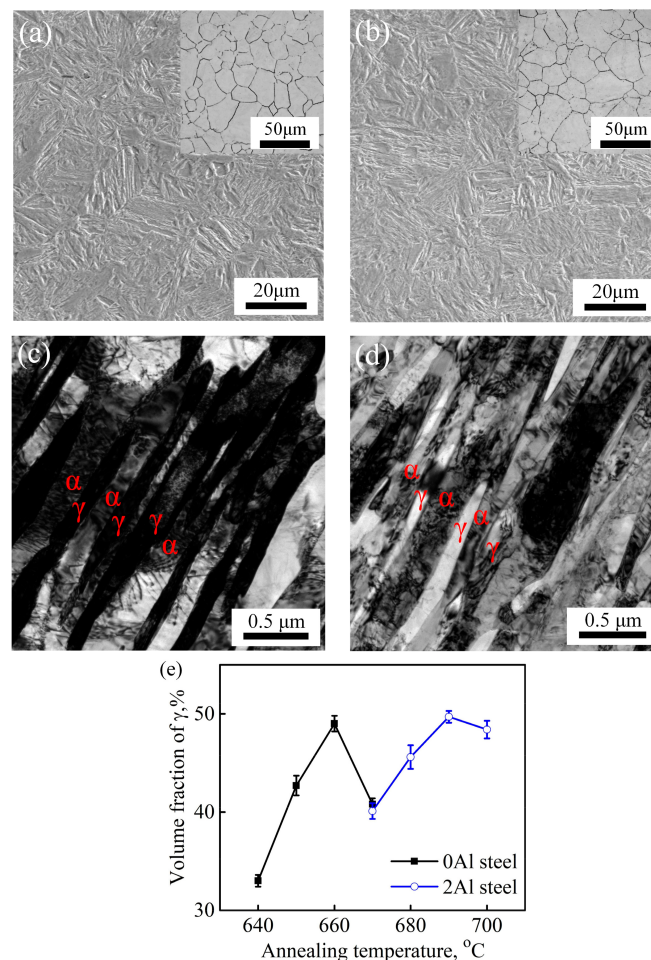 (a)
50μm
20μm
(b)
50μm
20μm
(c)
α
γ
α
γ
γ
α
0.5 μm
(d)
α
γ
α
γ
α
γ
0.5 μm
(e)
Volume fraction of γ,%
50
40
30
0Al steel
2Al steel
640 660 680 700
Annealing temperature, °C